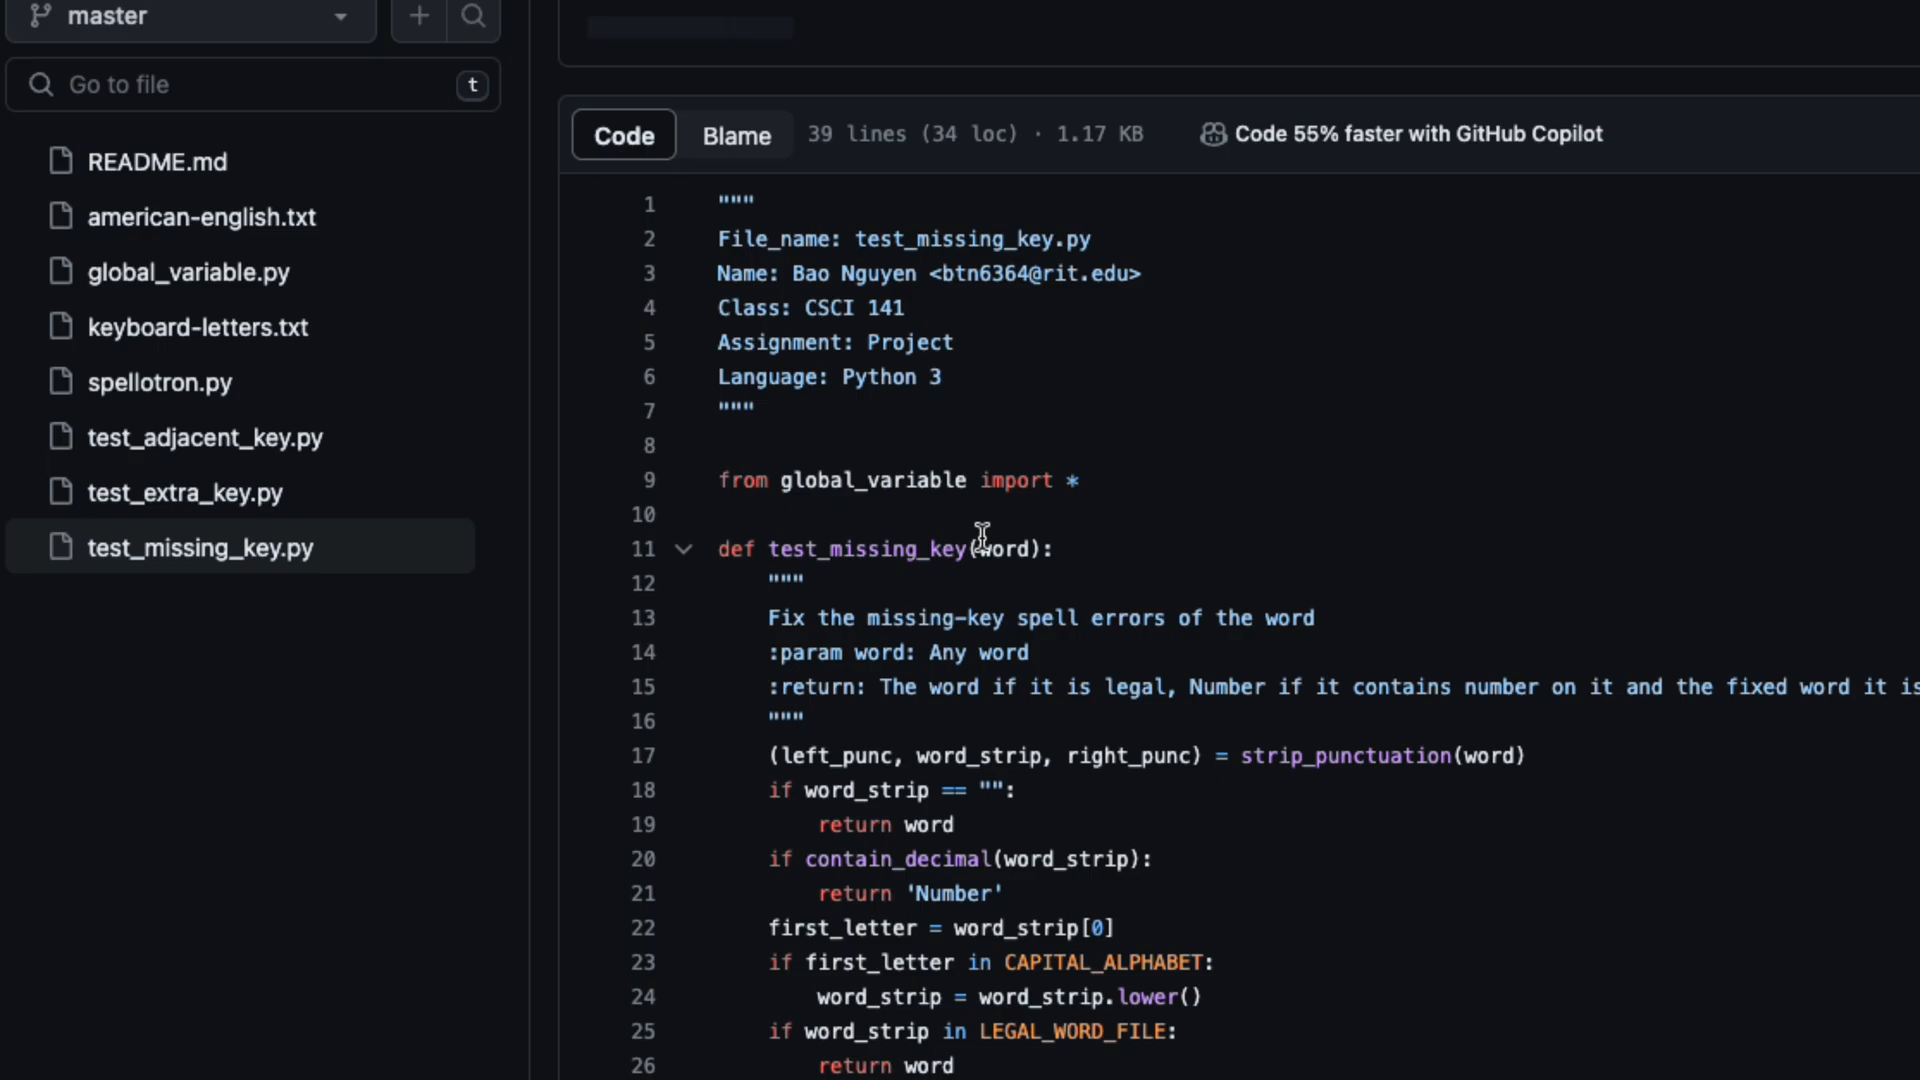 master
Go to file
t
README.md
american-english.txt
global_variable.py
keyboard-letters.txt
spellotron.py
test_adjacent_key.py
test_extra_key.py
test_missing_key.py
Code
Blame
39 lines (34 loc) · 1.17 KB
Code 55% faster with GitHub Copilot
1 """
2 File_name: test_missing_key.py
3 Name: Bao Nguyen <btn6364@rit.edu>
4 Class: CSCI 141
5 Assignment: Project
6 Language: Python 3
7 """
8
9 from global_variable import *
10
11 def test_missing_key(word):
12 """
13 Fix the missing-key spell errors of the word
14 :param word: Any word
15 :return: The word if it is legal, Number if it contains number on it and the fixed word it is
16 """
17 (left_punc, word_strip, right_punc) = strip_punctuation(word)
18 if word_strip == "":
19 return word
20 if contain_decimal(word_strip):
21 return 'Number'
22 first_letter = word_strip[0]
23 if first_letter in CAPITAL_ALPHABET:
24 word_strip = word_strip.lower()
25 if word_strip in LEGAL_WORD_FILE:
26 return word